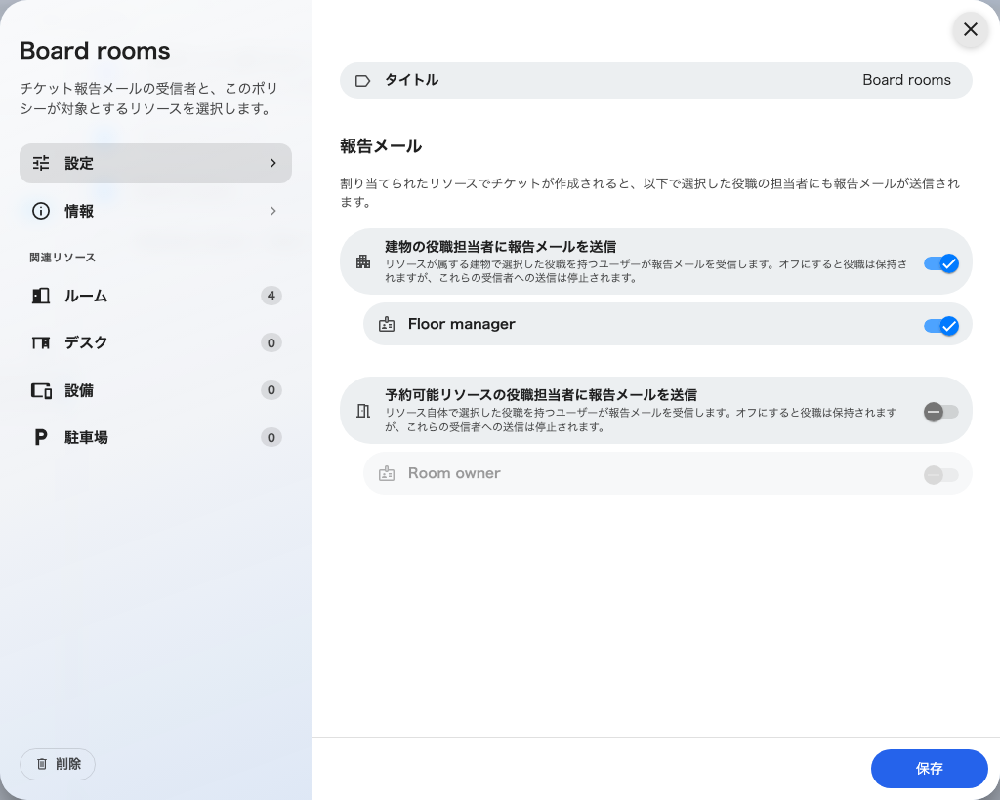 Board rooms
チケット報告メールの受信者と、このポリ
シーが対象とするリソースを選択します。
設定
情報
関連リソース
ルーム 4
デスク 0
設備 0
駐車場 0
削除
タイトル Board rooms
報告メール
割り当てられたリソースでチケットが作成されると、以下で選択した役職の担当者にも報告メールが送信され
ます。
建物の役職担当者に報告メールを送信
リソースが属する建物で選択した役職を持つユーザーが報告メールを受信します。オフにすると役職は保持さ
れますが、これらの受信者への送信は停止されます。
Floor manager
予約可能リソースの役職担当者に報告メールを送信
リソース自体で選択した役職を持つユーザーが報告メールを受信します。オフにすると役職は保持されます
が、これらの受信者への送信は停止されます。
Room owner
保存